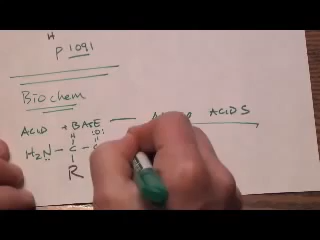 H
p 1091
Biochem
ACID + BASE — ACIDS
H :O:
H2N — C — C
R